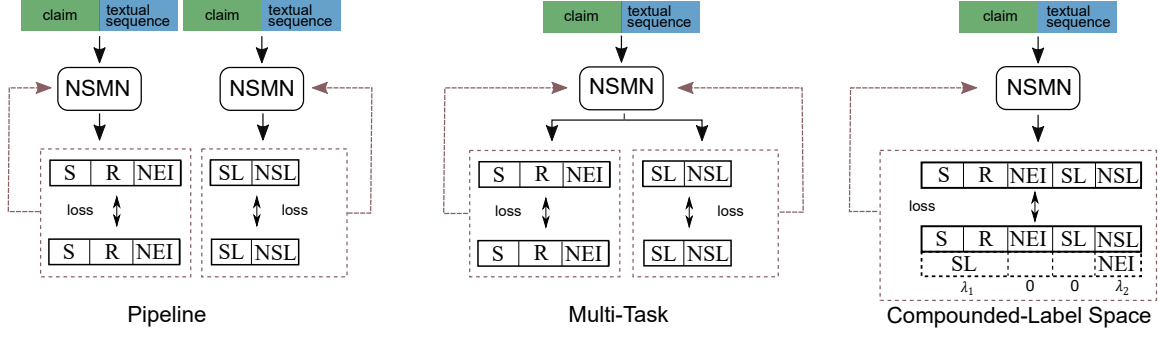 claim
textual
sequence
claim
textual
sequence
NSMN
NSMN
S R NEI
SL NSL
loss
loss
S R NEI
SL NSL
Pipeline
claim
textual
sequence
NSMN
S R NEI
SL NSL
loss
loss
S R NEI
SL NSL
Multi-Task
claim
textual
sequence
NSMN
S R NEI SL NSL
loss
S R NEI SL NSL
SL NEI
λ₁ 0 0 λ₂
Compounded-Label Space